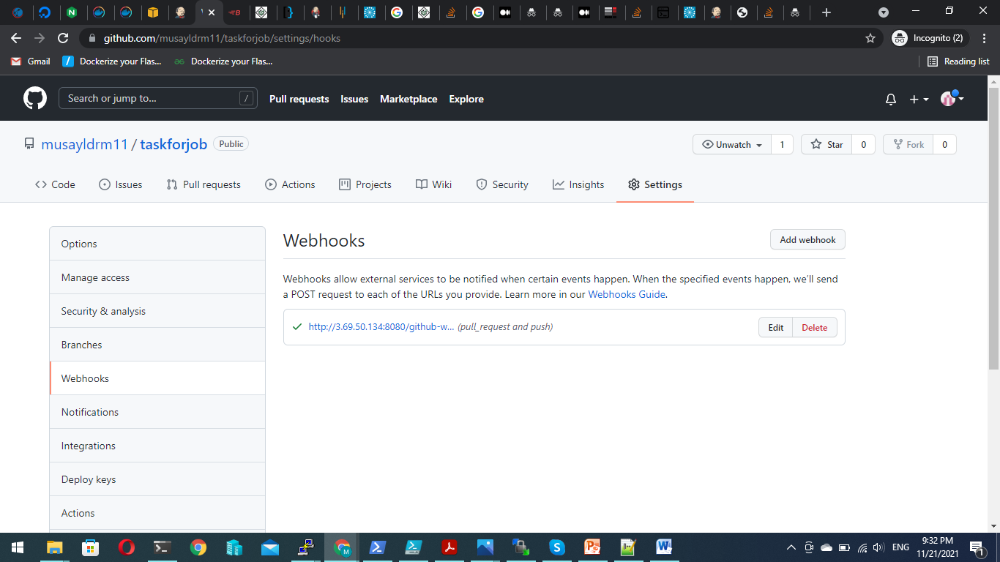 github.com/musayldrm11/taskforjob/settings/hooks
Incognito (2)
Gmail
Dockerize your Flas...
Dockerize your Flas...
Reading list
Search or jump to...
/
Pull requests
Issues
Marketplace
Explore
musayldrm11 / taskforjob
Public
Unwatch
1
Star
0
Fork
0
Code
Issues
Pull requests
Actions
Projects
Wiki
Security
Insights
Settings
Options
Manage access
Security & analysis
Branches
Webhooks
Notifications
Integrations
Deploy keys
Actions
Webhooks
Add webhook
Webhooks allow external services to be notified when certain events happen. When the specified events happen, we’ll send
a POST request to each of the URLs you provide. Learn more in our Webhooks Guide.
http://3.69.50.134:8080/github-w... (pull_request and push)
Edit
Delete
ENG
9:32 PM
11/21/2021
1